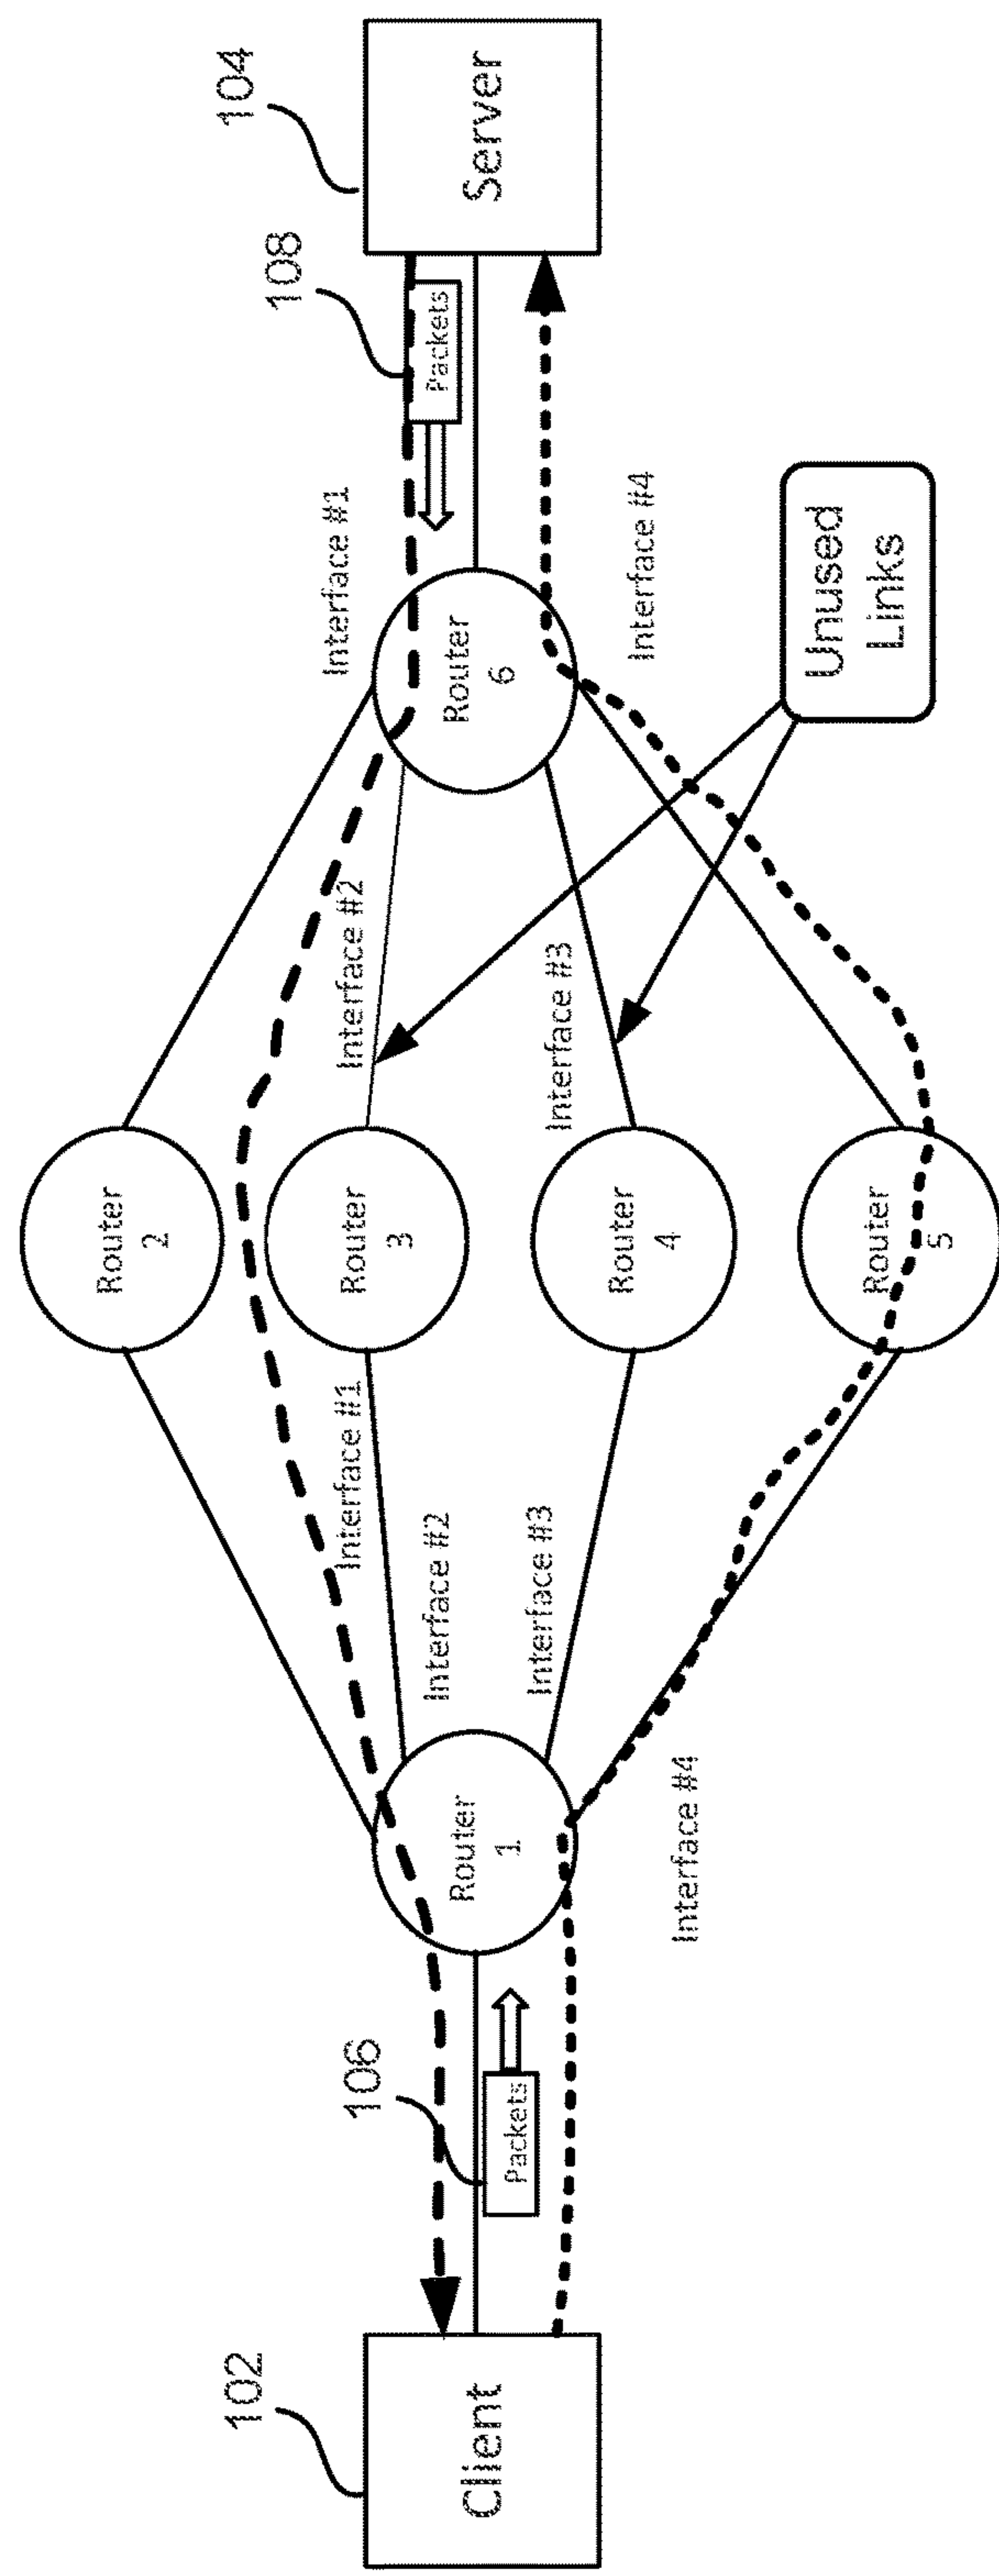 104
108
Server
Packets
Interface #1
Interface #4
Router
6
Unused
Links
Interface #2
Interface #3
Router
2
Router
3
Router
4
Router
5
Interface #1
Interface #2
Interface #3
Router
1
Interface #4
106
Packets
102
Client